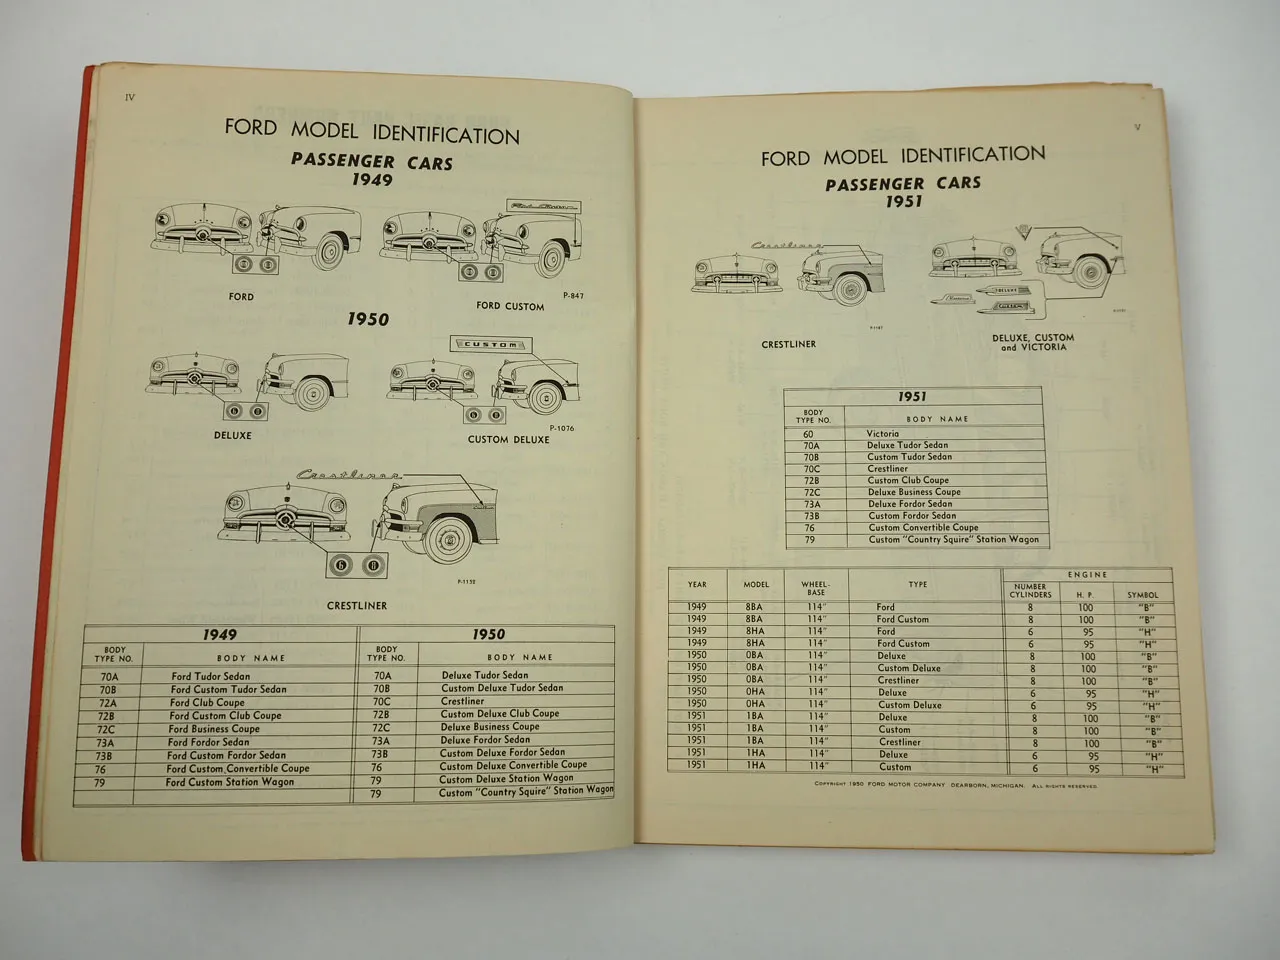 IV
FORD MODEL IDENTIFICATION
PASSENGER CARS
1949
FORD
FORD CUSTOM
P-847
1950
CUSTOM
6 8
6 8
DELUXE
CUSTOM DELUXE
P-1076
Crestliner
6 8
P-1132
CRESTLINER
1949 1950
BODY TYPE NO. BODY NAME BODY TYPE NO. BODY NAME
70A Ford Tudor Sedan 70A Deluxe Tudor Sedan
70B Ford Custom Tudor Sedan 70B Custom Deluxe Tudor Sedan
72A Ford Club Coupe 70C Crestliner
72B Ford Custom Club Coupe 72B Custom Deluxe Club Coupe
72C Ford Business Coupe 72C Deluxe Business Coupe
73A Ford Fordor Sedan 73A Deluxe Fordor Sedan
73B Ford Custom Fordor Sedan 73B Custom Deluxe Fordor Sedan
76 Ford Custom Convertible Coupe 76 Custom Deluxe Convertible Coupe
79 Ford Custom Station Wagon 79 Custom Deluxe Station Wagon
79 Custom "Country Squire" Station Wagon
V
FORD MODEL IDENTIFICATION
PASSENGER CARS
1951
Crestliner
DELUXE
CUSTOM
CRESTLINER
DELUXE, CUSTOM
and VICTORIA
1951
BODY TYPE NO. BODY NAME
60 Victoria
70A Deluxe Tudor Sedan
70B Custom Tudor Sedan
70C Crestliner
72B Custom Club Coupe
72C Deluxe Business Coupe
73A Deluxe Fordor Sedan
73B Custom Fordor Sedan
76 Custom Convertible Coupe
79 Custom "Country Squire" Station Wagon
YEAR MODEL WHEEL-BASE TYPE ENGINE
NUMBER CYLINDERS H. P. SYMBOL
1949 8BA 114" Ford 8 100 "B"
1949 8BA 114" Ford Custom 8 100 "B"
1949 8HA 114" Ford 6 95 "H"
1949 8HA 114" Ford Custom 6 95 "H"
1950 0BA 114" Deluxe 8 100 "B"
1950 0BA 114" Custom Deluxe 8 100 "B"
1950 0BA 114" Crestliner 8 100 "B"
1950 0HA 114" Deluxe 6 95 "H"
1950 0HA 114" Custom Deluxe 6 95 "H"
1951 1BA 114" Deluxe 8 100 "B"
1951 1BA 114" Custom 8 100 "B"
1951 1BA 114" Crestliner 8 100 "B"
1951 1HA 114" Deluxe 6 95 "H"
1951 1HA 114" Custom 6 95 "H"
COPYRIGHT 1950 FORD MOTOR COMPANY DEARBORN, MICHIGAN. ALL RIGHTS RESERVED